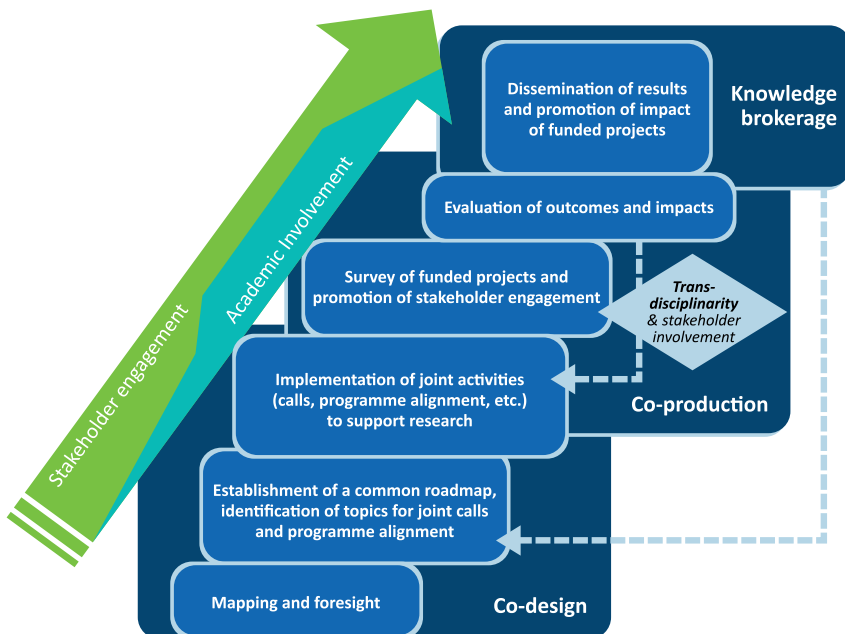 Dissemination of results
and promotion of impact
of funded projects
Knowledge
brokerage
Evaluation of outcomes and impacts
Survey of funded projects and
promotion of stakeholder engagement
Trans-
disciplinarity
& stakeholder
involvement
Implementation of joint activities
(calls, programme alignment, etc.)
to support research
Co-production
Establishment of a common roadmap,
identification of topics for joint calls
and programme alignment
Mapping and foresight
Co-design
Stakeholder engagement
Academic Involvement